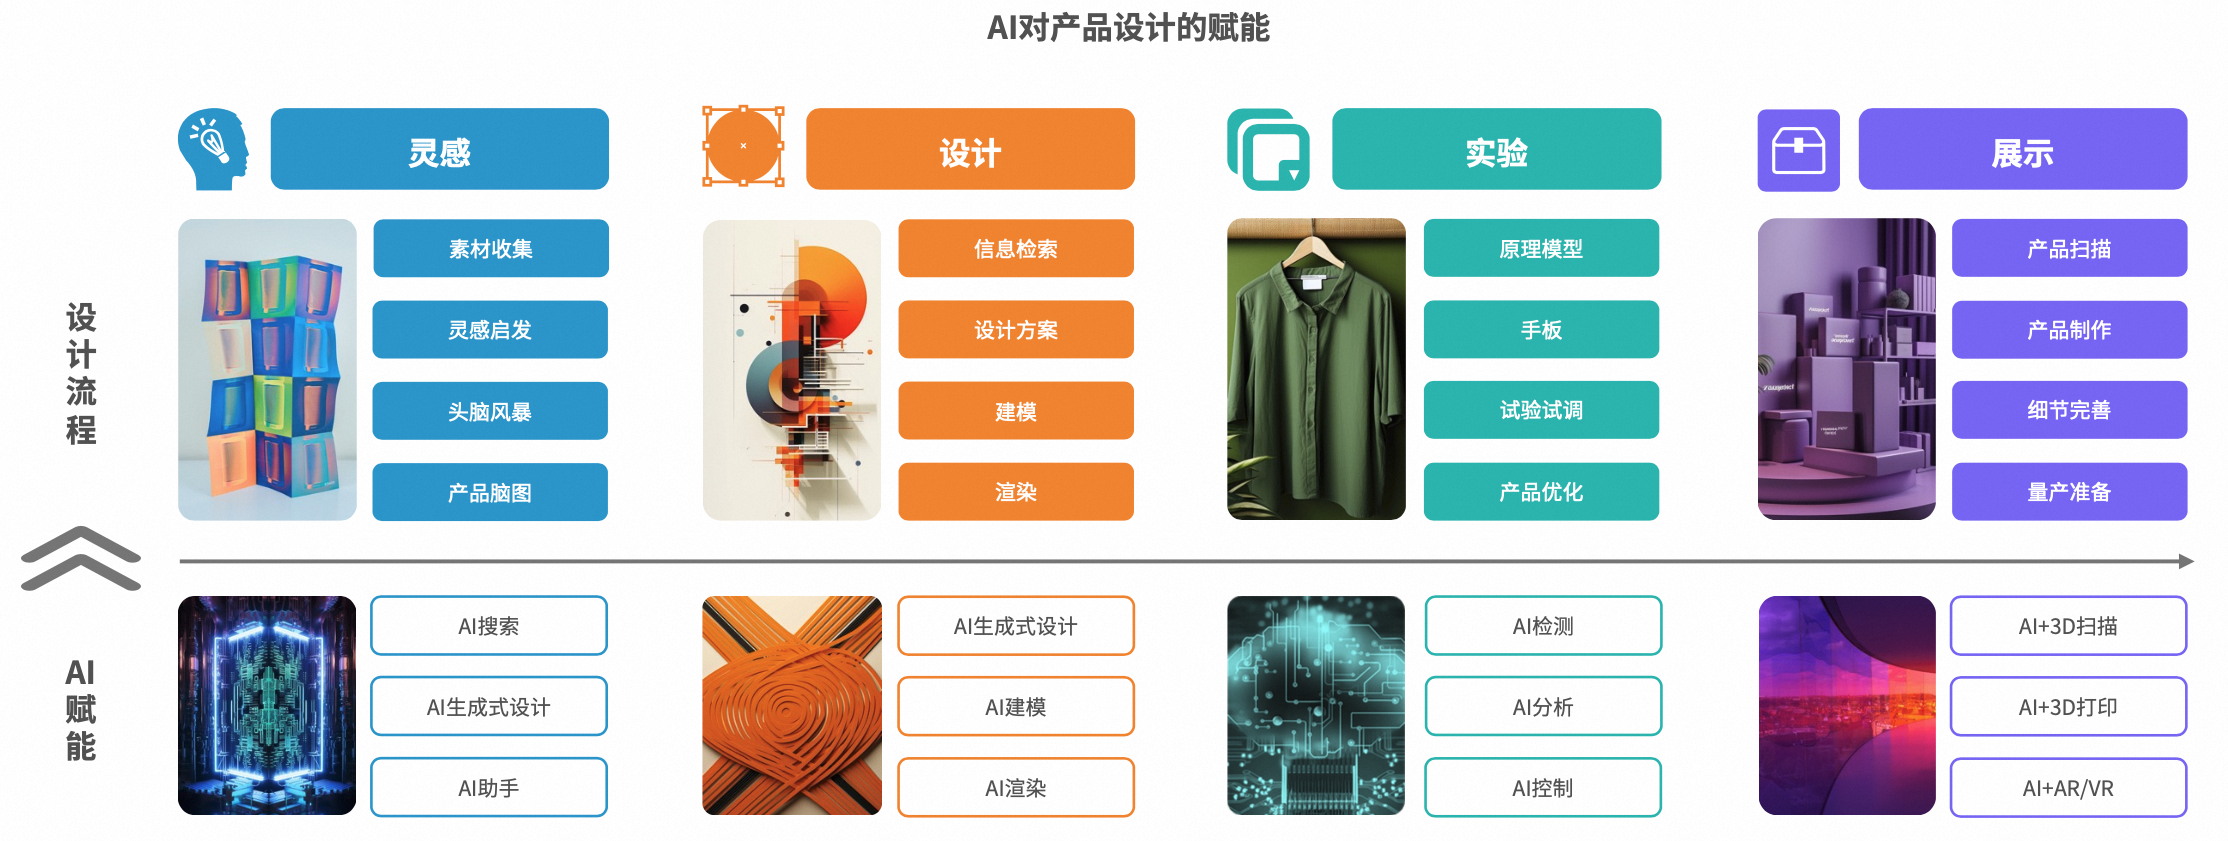 AI对产品设计的赋能
灵感
设计
实验
展示
设计流程
素材收集
灵感启发
头脑风暴
产品脑图
信息检索
设计方案
建模
渲染
原理模型
手板
试验试调
产品优化
产品扫描
产品制作
细节完善
量产准备
AI赋能
AI搜索
AI生成式设计
AI助手
AI生成式设计
AI建模
AI渲染
AI检测
AI分析
AI控制
AI+3D扫描
AI+3D打印
AI+AR/VR